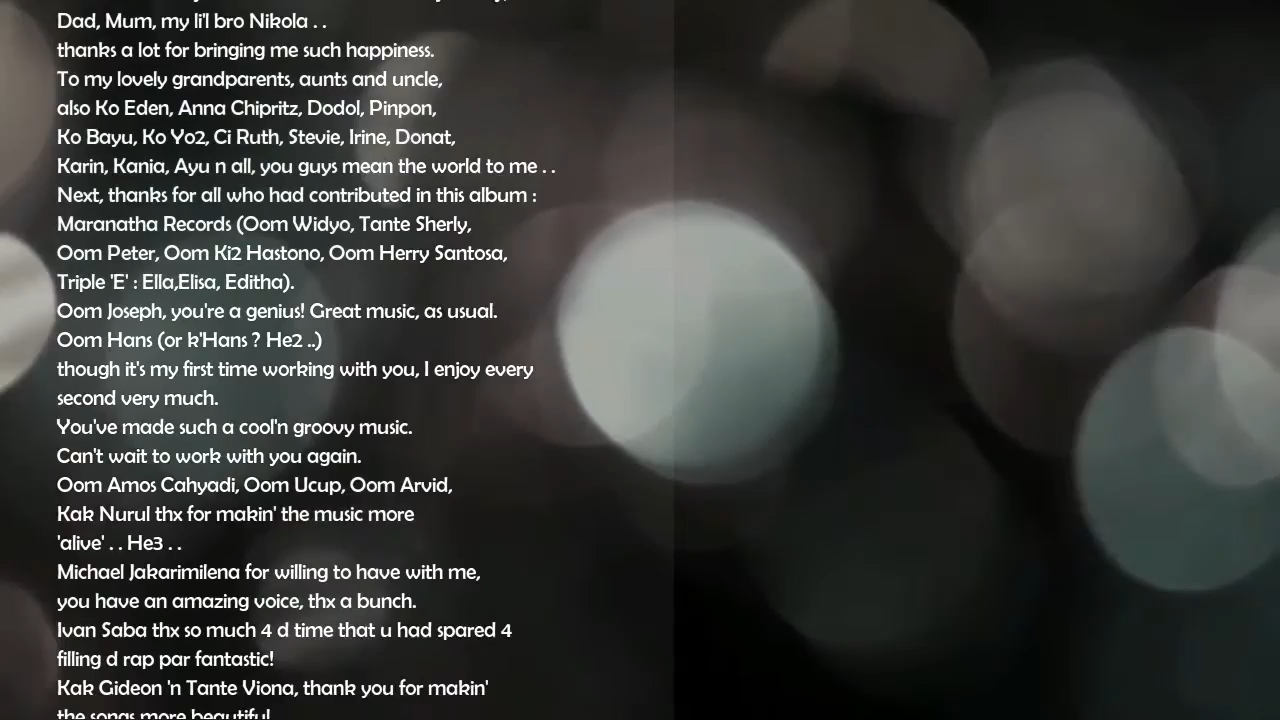 Dad, Mum, my li'l bro Nikola . .
thanks a lot for bringing me such happiness.
To my lovely grandparents, aunts and uncle,
also Ko Eden, Anna Chipritz, Dodol, Pinpon,
Ko Bayu, Ko Yo2, Ci Ruth, Stevie, Irine, Donat,
Karin, Kania, Ayu n all, you guys mean the world to me . .
Next, thanks for all who had contributed in this album :
Maranatha Records (Oom Widyo, Tante Sherly,
Oom Peter, Oom Ki2 Hastono, Oom Herry Santosa,
Triple 'E' : Ella,Elisa, Editha).
Oom Joseph, you're a genius! Great music, as usual.
Oom Hans (or k'Hans ? He2 ..)
though it's my first time working with you, I enjoy every
second very much.
You've made such a cool'n groovy music.
Can't wait to work with you again.
Oom Amos Cahyadi, Oom Ucup, Oom Arvid,
Kak Nurul thx for makin' the music more
'alive' . . He3 . .
Michael Jakarimilena for willing to have with me,
you have an amazing voice, thx a bunch.
Ivan Saba thx so much 4 d time that u had spared 4
filling d rap par fantastic!
Kak Gideon 'n Tante Viona, thank you for makin'
the songs more beautiful